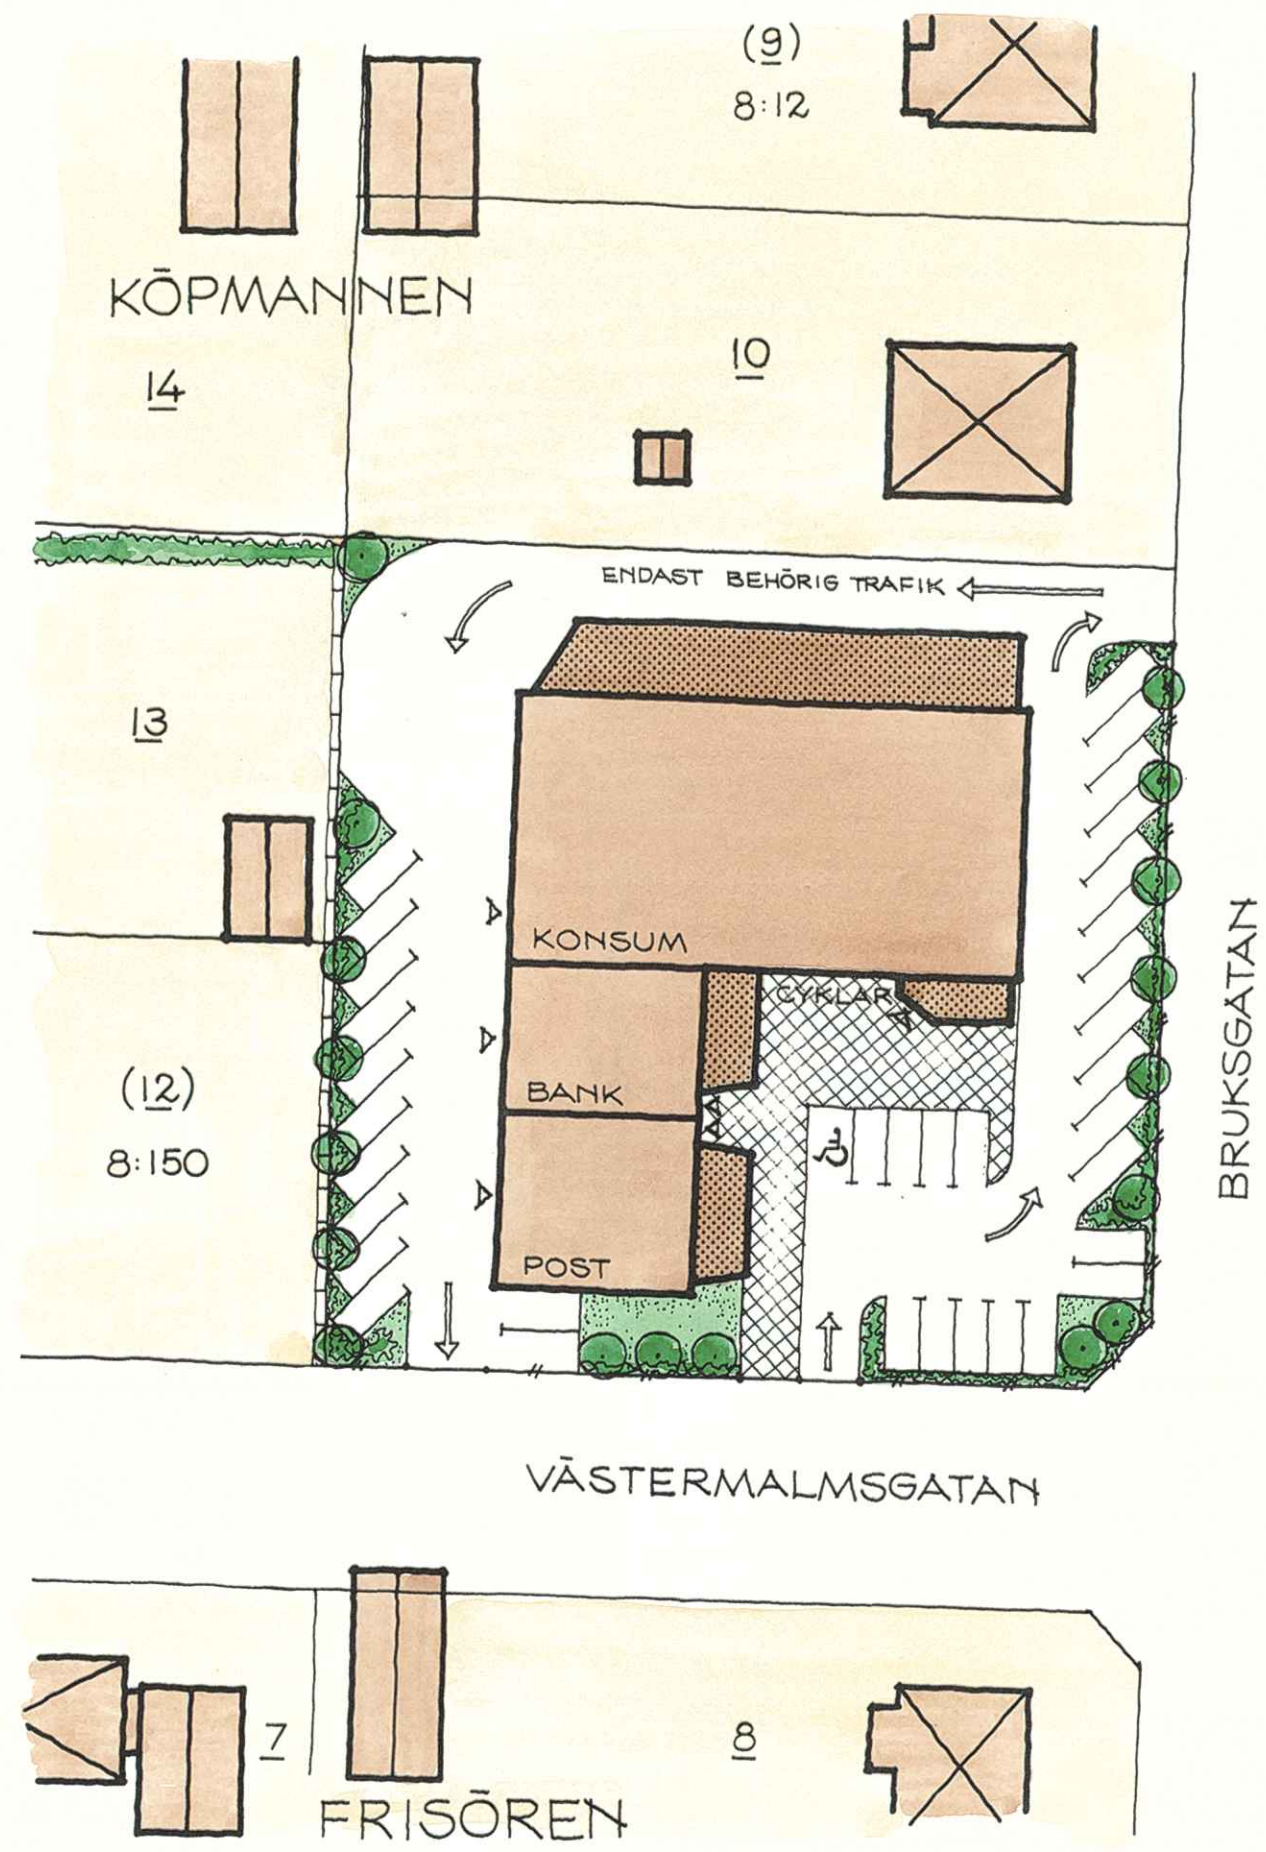 (9)
8:12
KÖPMANNEN
14
10
ENDAST BEHÖRIG TRAFIK
13
KONSUM
CYKLAR
BANK
(12)
8:150
POST
BRUKSGATAN
VÄSTERMALMSGATAN
7
8
FRISÖREN